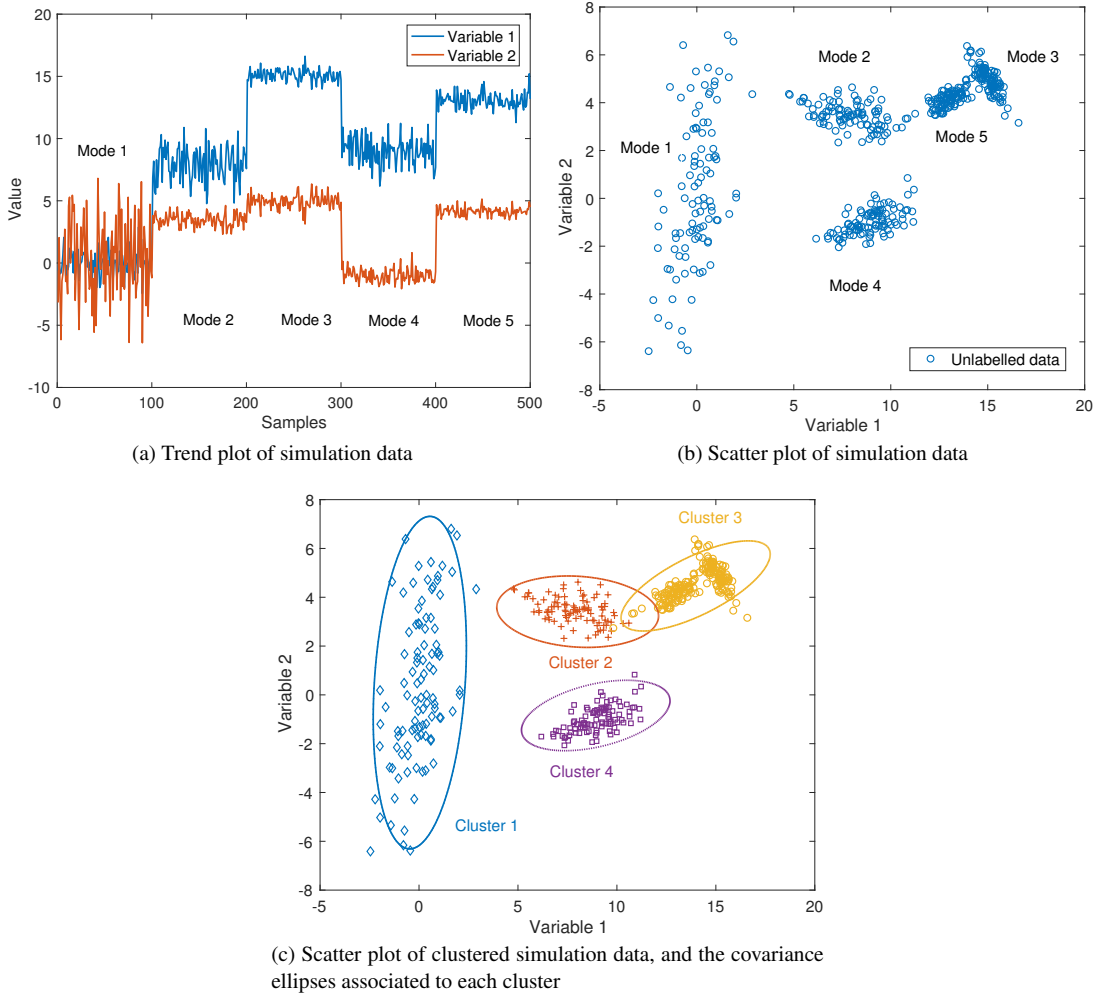 20
15
10
5
0
-5
-10
Value
0 100 200 300 400 500
Samples
Variable 1
Variable 2
Mode 1
Mode 2 Mode 3 Mode 4 Mode 5
(a) Trend plot of simulation data
8
6
4
2
0
-2
-4
-6
-8
Variable 2
-5 0 5 10 15 20
Variable 1
Mode 2
Mode 3
Mode 1
Mode 5
Mode 4
Unlabelled data
(b) Scatter plot of simulation data
8
6
4
2
0
-2
-4
-6
-8
Variable 2
-5 0 5 10 15 20
Variable 1
Cluster 3
Cluster 2
Cluster 4
Cluster 1
(c) Scatter plot of clustered simulation data, and the covariance
ellipses associated to each cluster